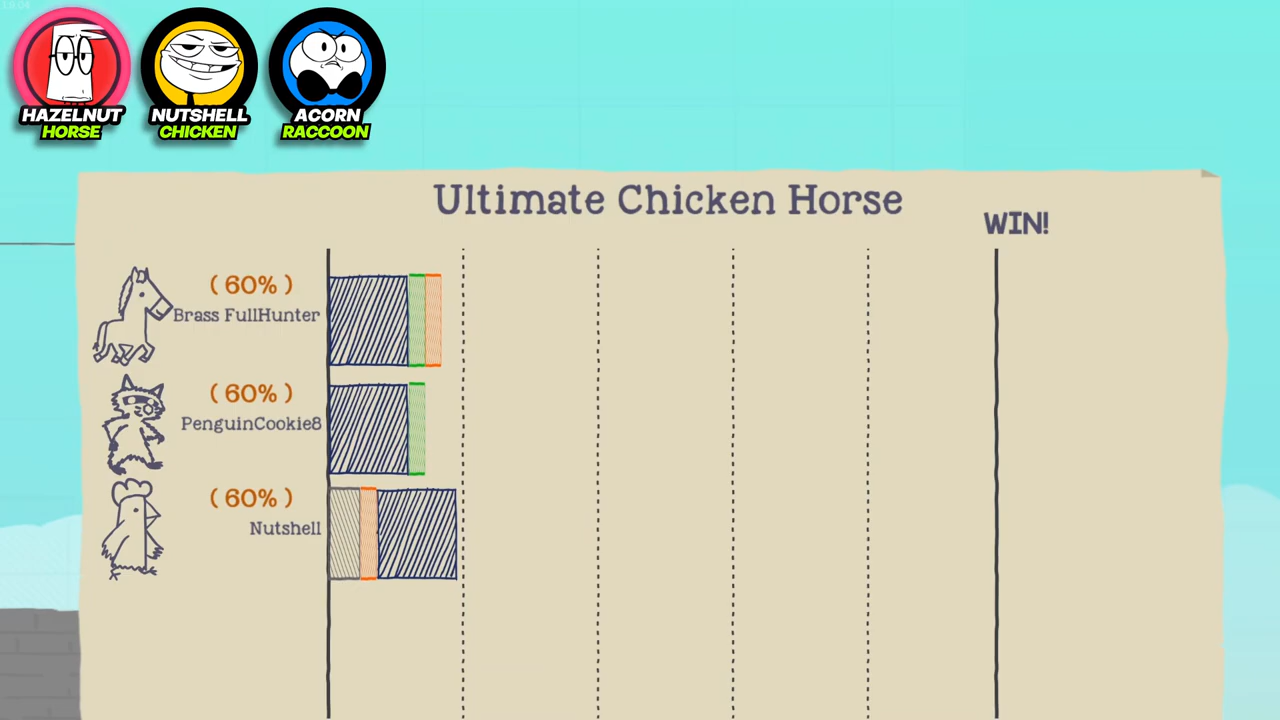 HAZELNUT
HORSE
NUTSHELL
CHICKEN
ACORN
RACCOON
Ultimate Chicken Horse
WIN!
( 60% )
Brass FullHunter
( 60% )
PenguinCookie8
( 60% )
Nutshell